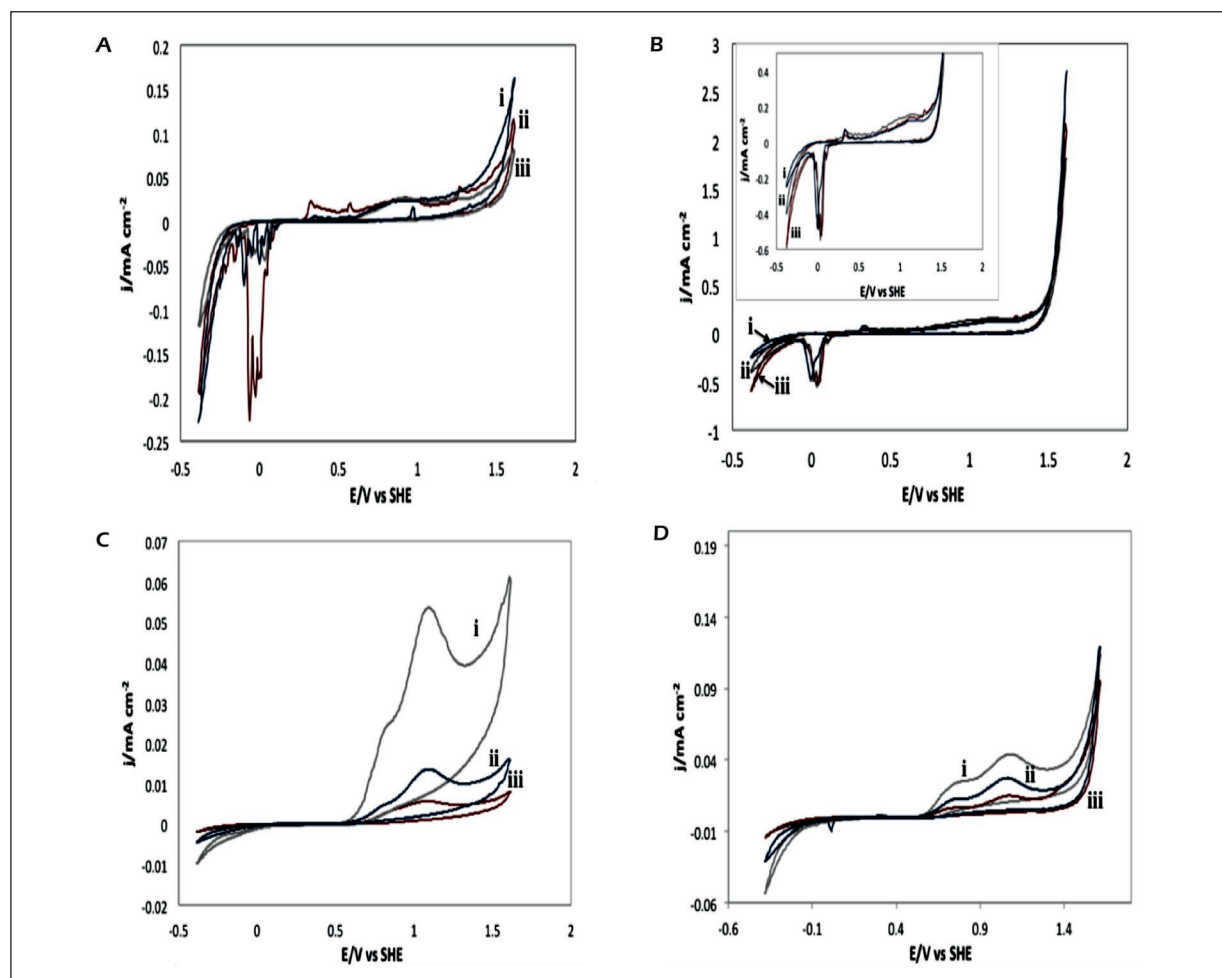 A
0.2
0.15
0.1
0.05
0
-0.05
-0.1
-0.15
-0.2
-0.25
j/mA cm⁻²
i
ii
iii
-0.5 0 0.5 1 1.5 2
E/V vs SHE
B
3
2.5
2
1.5
1
0.5
0
-0.5
-1
j/mA cm⁻²
0.4
0.2
0
-0.2
-0.4
-0.6
j/mA cm⁻²
i
ii
iii
-0.5 0 0.5 1 1.5 2
E/V vs SHE
i
ii
iii
-0.5 0 0.5 1 1.5 2
E/V vs SHE
C
0.07
0.06
0.05
0.04
0.03
0.02
0.01
0
-0.01
-0.02
j/mA cm⁻²
i
ii
iii
-0.5 0 0.5 1 1.5 2
E/V vs SHE
D
0.19
0.14
0.09
0.04
-0.01
-0.06
j/mA cm⁻²
i
ii
iii
-0.6 -0.1 0.4 0.9 1.4
E/V vs SHE